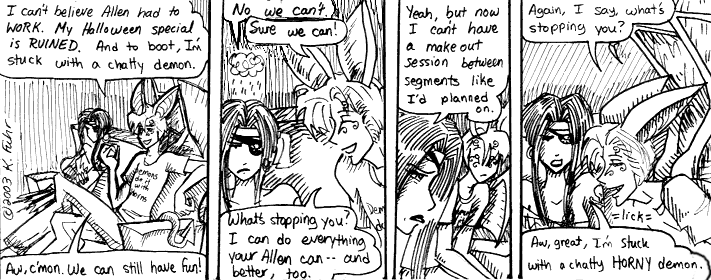 I can't believe Allen had to
WORK. My Halloween special
is RUINED. And to boot, I'm
stuck with a chatty demon.
demons
do it
with
horns
Aw, c'mon. We can still have fun!
©2003 K. Fuhr
No, we can't.
Sure we can!
What's stopping you?
I can do everything
your Allen can -- and
better, too.
Yeah, but now
I can't have
a make out
session between
segments like
I'd planned
on.
Again, I say, what's
stopping you?
=lick=
Aw, great, I'm stuck
with a chatty HORNY demon.